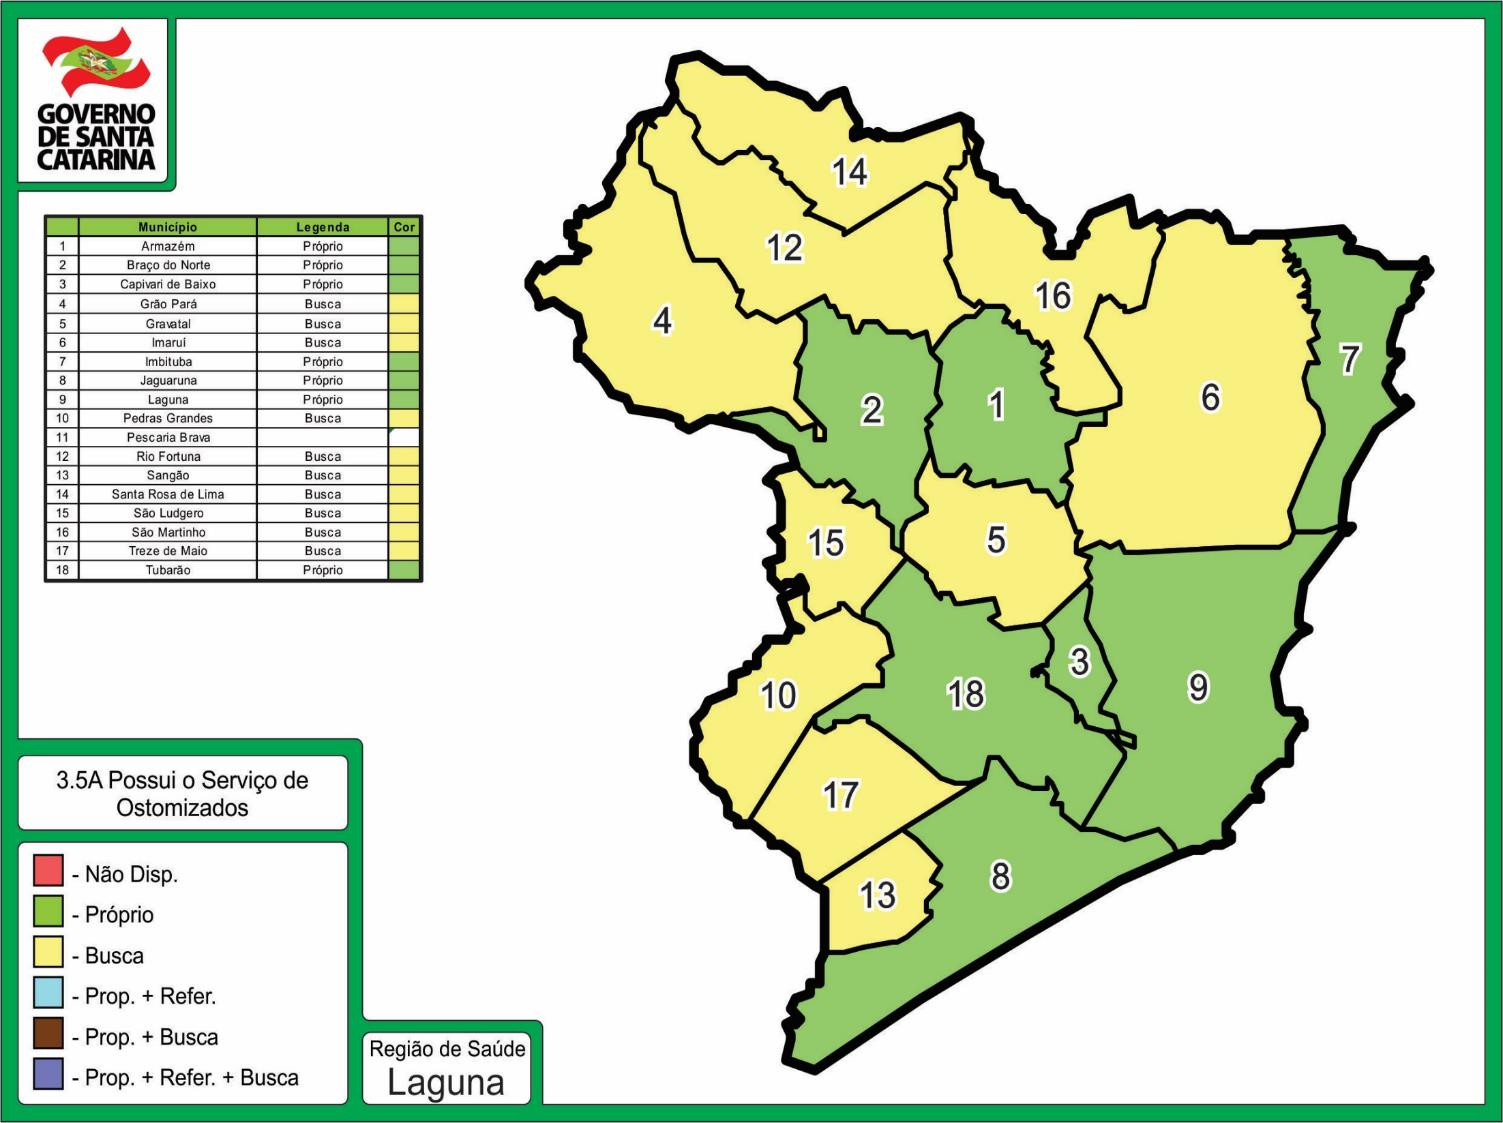 GOVERNO
DE SANTA
CATARINA
Município Legenda Cor
1 Armazém Próprio
2 Braço do Norte Próprio
3 Capivari de Baixo Próprio
4 Grão Pará Busca
5 Gravatal Busca
6 Imaruí Busca
7 Imbituba Próprio
8 Jaguaruna Próprio
9 Laguna Próprio
10 Pedras Grandes Busca
11 Pescaria Brava
12 Rio Fortuna Busca
13 Sangão Busca
14 Santa Rosa de Lima Busca
15 São Ludgero Busca
16 São Martinho Busca
17 Treze de Maio Busca
18 Tubarão Próprio
14
12
16
4
7
6
2
1
5
15
3
9
18
10
17
8
13
3.5A Possui o Serviço de
Ostomizados
- Não Disp.
- Próprio
- Busca
- Prop. + Refer.
- Prop. + Busca
- Prop. + Refer. + Busca
Região de Saúde
Laguna